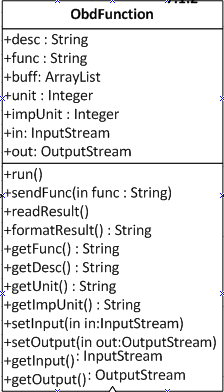 ObdFunction
+desc : String
+func : String
+buff: ArrayList
+unit : Integer
+impUnit : Integer
+in: InputStream
+out: OutputStream
+run()
+sendFunc(in func : String)
+readResult()
+formatResult() : String
+getFunc() : String
+getDesc() : String
+getUnit() : String
+getImpUnit() : String
+setInput(in in:InputStream)
+setOutput(in out:OutputStream)
+getInput() : InputStream
+getOutput() : OutputStream